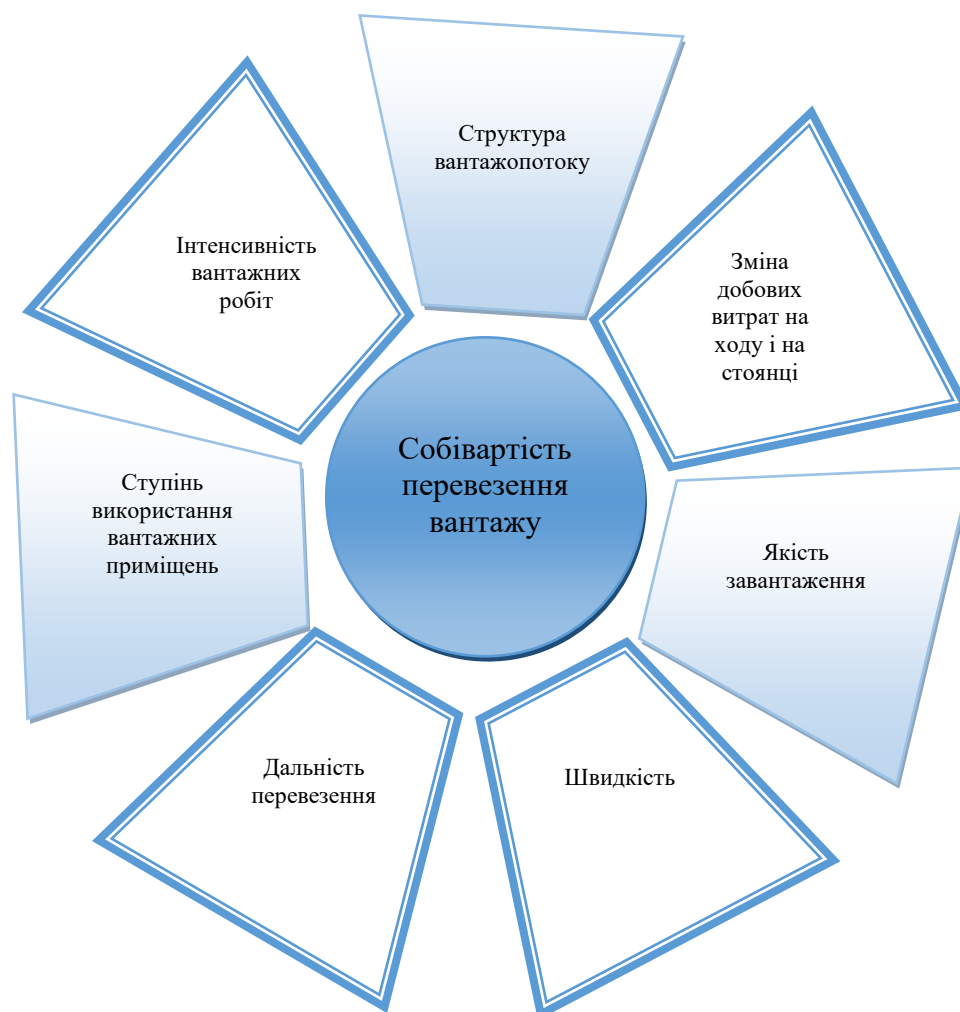 Структура
вантажопотоку
Інтенсивність
вантажних
робіт
Зміна
добових
витрат на
ходу і на
стоянці
Собівартість
перевезення
вантажу
Ступінь
використання
вантажних
приміщень
Якість
завантаження
Дальність
перевезення
Швидкість